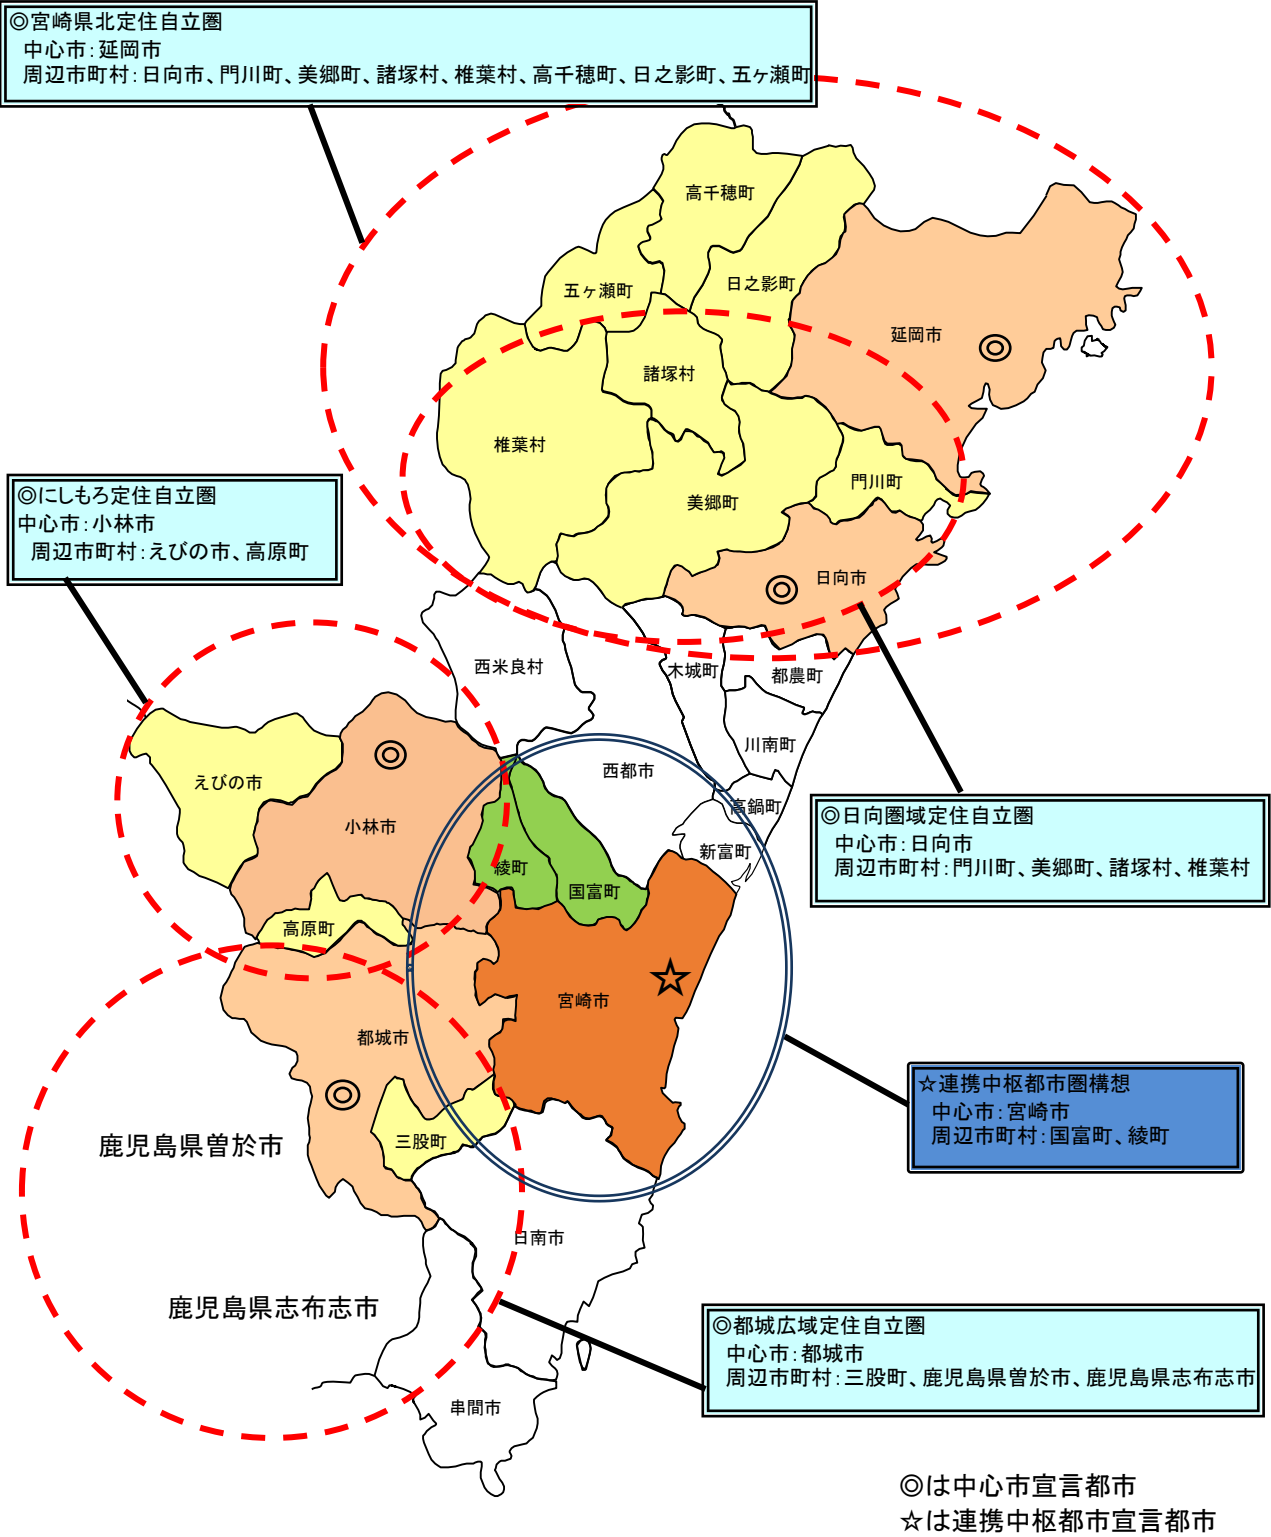 ◎宮崎県北定住自立圏
中心市：延岡市
周辺市町村：日向市、門川町、美郷町、諸塚村、椎葉村、高千穂町、日之影町、五ヶ瀬町
高千穂町
日之影町
五ヶ瀬町
延岡市
諸塚村
椎葉村
門川町
美郷町
◎
◎にしもろ定住自立圏
中心市：小林市
周辺市町村：えびの市、高原町
日向市
◎
西米良村
木城町
都農町
川南町
◎
西都市
えびの市
高鍋町
小林市
新富町
綾町
国富町
◎日向圏域定住自立圏
中心市：日向市
周辺市町村：門川町、美郷町、諸塚村、椎葉村
高原町
宮崎市
☆
都城市
◎
☆連携中枢都市圏構想
中心市：宮崎市
周辺市町村：国富町、綾町
三股町
鹿児島県曽於市
日南市
鹿児島県志布志市
◎都城広域定住自立圏
中心市：都城市
周辺市町村：三股町、鹿児島県曽於市、鹿児島県志布志市
串間市
◎は中心市宣言都市
☆は連携中枢都市宣言都市